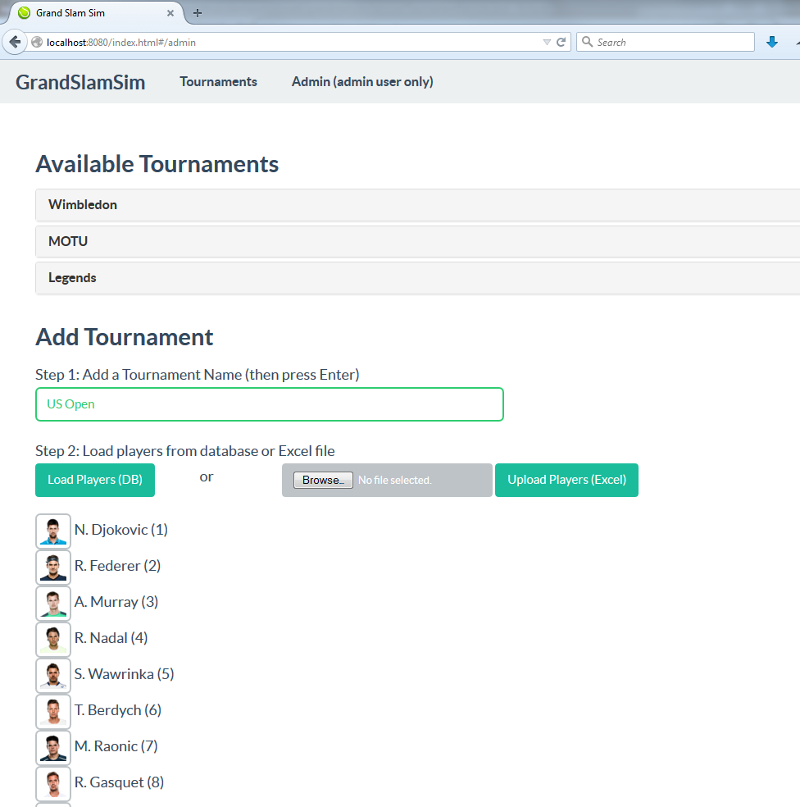 Grand Slam Sim
localhost:8080/index.html#/admin
Search
GrandSlamSim Tournaments Admin (admin user only)
Available Tournaments
Wimbledon
MOTU
Legends
Add Tournament
Step 1: Add a Tournament Name (then press Enter)
US Open
Step 2: Load players from database or Excel file
Load Players (DB) or Browse... No file selected. Upload Players (Excel)
N. Djokovic (1)
R. Federer (2)
A. Murray (3)
R. Nadal (4)
S. Wawrinka (5)
T. Berdych (6)
M. Raonic (7)
R. Gasquet (8)